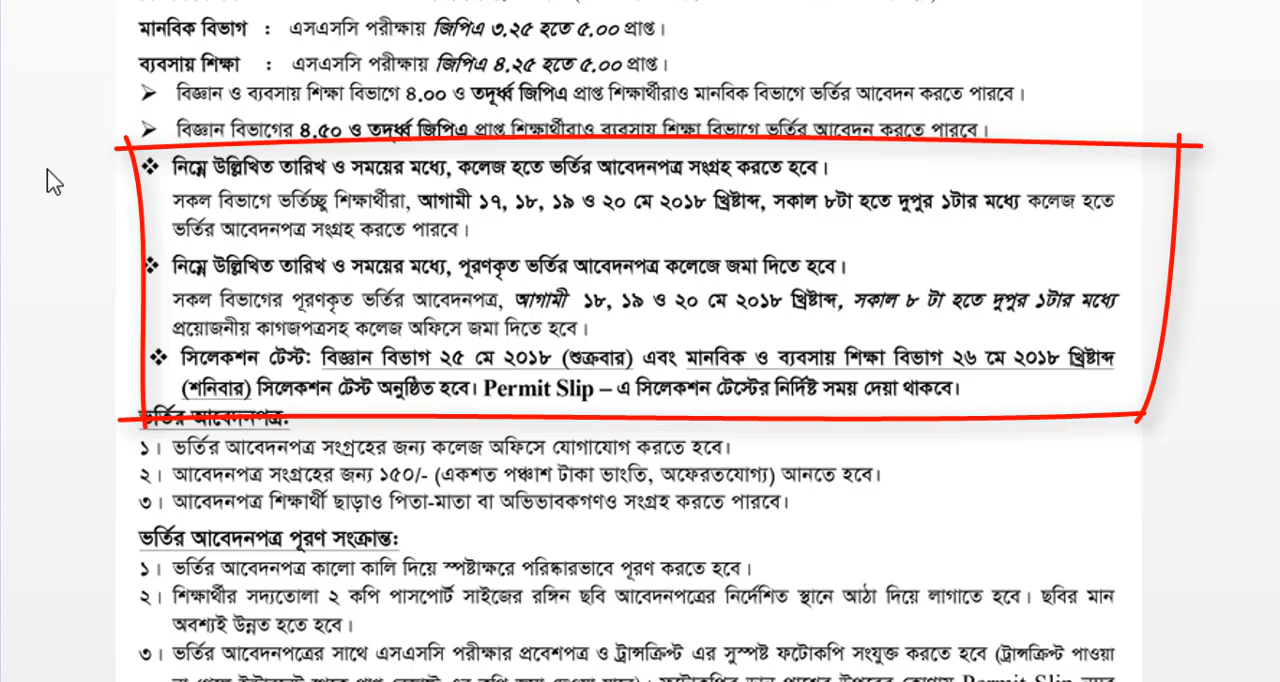 মানবিক বিভাগ : এসএসসি পরীক্ষায় জিপিএ ৩.২৫ হতে ৫.০০ প্রাপ্ত।
ব্যবসায় শিক্ষা : এসএসসি পরীক্ষায় জিপিএ ৪.২৫ হতে ৫.০০ প্রাপ্ত।
➢ বিজ্ঞান ও ব্যবসায় শিক্ষা বিভাগে ৪.০০ ও তদূর্ধ্ব জিপিএ প্রাপ্ত শিক্ষার্থীরাও মানবিক বিভাগে ভর্তির আবেদন করতে পারবে।
➢ বিজ্ঞান বিভাগের ৪.৫০ ও তদূর্ধ্ব জিপিএ প্রাপ্ত শিক্ষার্থীরাও ব্যবসায় শিক্ষা বিভাগে ভর্তির আবেদন করতে পারবে।
❖ নিম্নে উল্লিখিত তারিখ ও সময়ের মধ্যে, কলেজ হতে ভর্তির আবেদনপত্র সংগ্রহ করতে হবে।
সকল বিভাগে ভর্তিচ্ছু শিক্ষার্থীরা, আগামী ১৭, ১৮, ১৯ ও ২০ মে ২০১৮ খ্রিষ্টাব্দ, সকাল ৮টা হতে দুপুর ১টার মধ্যে কলেজ হতে
ভর্তির আবেদনপত্র সংগ্রহ করতে পারবে।
❖ নিম্নে উল্লিখিত তারিখ ও সময়ের মধ্যে, পূরণকৃত ভর্তির আবেদনপত্র কলেজে জমা দিতে হবে।
সকল বিভাগের পূরণকৃত ভর্তির আবেদনপত্র, আগামী ১৮, ১৯ ও ২০ মে ২০১৮ খ্রিষ্টাব্দ, সকাল ৮ টা হতে দুপুর ১টার মধ্যে
প্রয়োজনীয় কাগজপত্রসহ কলেজ অফিসে জমা দিতে হবে।
❖ সিলেকশন টেস্ট: বিজ্ঞান বিভাগ ২৫ মে ২০১৮ (শুক্রবার) এবং মানবিক ও ব্যবসায় শিক্ষা বিভাগ ২৬ মে ২০১৮ খ্রিষ্টাব্দ
(শনিবার) সিলেকশন টেস্ট অনুষ্ঠিত হবে। Permit Slip – এ সিলেকশন টেস্টের নির্দিষ্ট সময় দেয়া থাকবে।
ভর্তির আবেদনপত্র:
১। ভর্তির আবেদনপত্র সংগ্রহের জন্য কলেজ অফিসে যোগাযোগ করতে হবে।
২। আবেদনপত্র সংগ্রহের জন্য ১৫০/- (একশত পঞ্চাশ টাকা ভাংতি, অফেরতযোগ্য) আনতে হবে।
৩। আবেদনপত্র শিক্ষার্থী ছাড়াও পিতা-মাতা বা অভিভাবকগণও সংগ্রহ করতে পারবে।
ভর্তির আবেদনপত্র পূরণ সংক্রান্ত:
১। ভর্তির আবেদনপত্র কালো কালি দিয়ে স্পষ্টাক্ষরে পরিষ্কারভাবে পূরণ করতে হবে।
২। শিক্ষার্থীর সদ্যতোলা ২ কপি পাসপোর্ট সাইজের রঙ্গিন ছবি আবেদনপত্রের নির্দেশিত স্থানে আঠা দিয়ে লাগাতে হবে। ছবির মান
অবশ্যই উন্নত হতে হবে।
৩। ভর্তির আবেদনপত্রের সাথে এসএসসি পরীক্ষার প্রবেশপত্র ও ট্রান্সক্রিপ্ট এর সুস্পষ্ট ফটোকপি সংযুক্ত করতে হবে (ট্রান্সক্রিপ্ট পাওয়া
Permit Slip